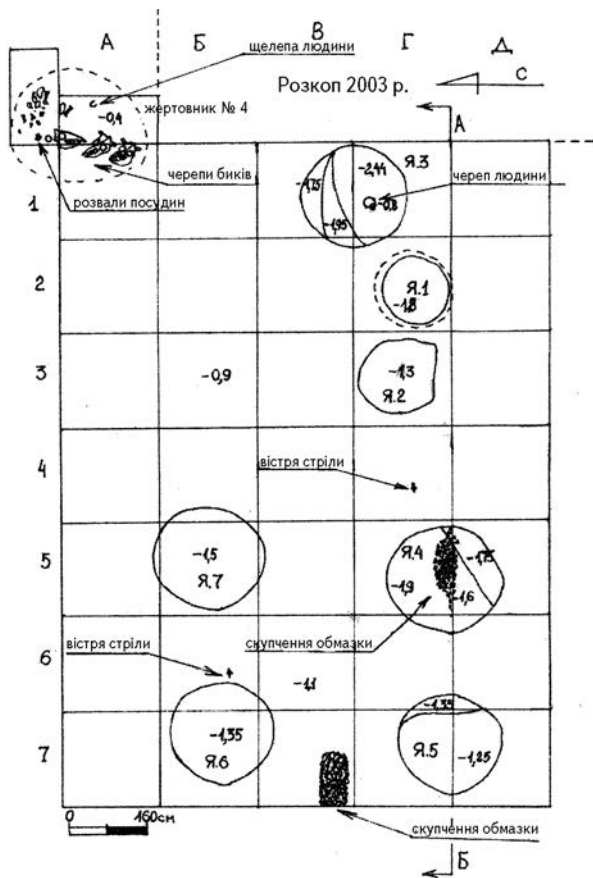 А Б В Г Д
щелепа людини
Розкоп 2003 р.
С
жертовник № 4
-0,4
А
черепи биків
розвали посудин
1
-1,75
-2,44
Я.3
череп людини
-0,8
-1,95
2
Я.1
-1,8
3
-0,9
-1,3
Я.2
4
вістря стріли
5
-1,5
Я.7
Я.4
-1,75
-1,9
-1,6
скупчення обмазки
6
вістря стріли
-1,1
7
-1,35
Я.6
-1,35
Я.5
-1,25
0 160см
скупчення обмазки
Б